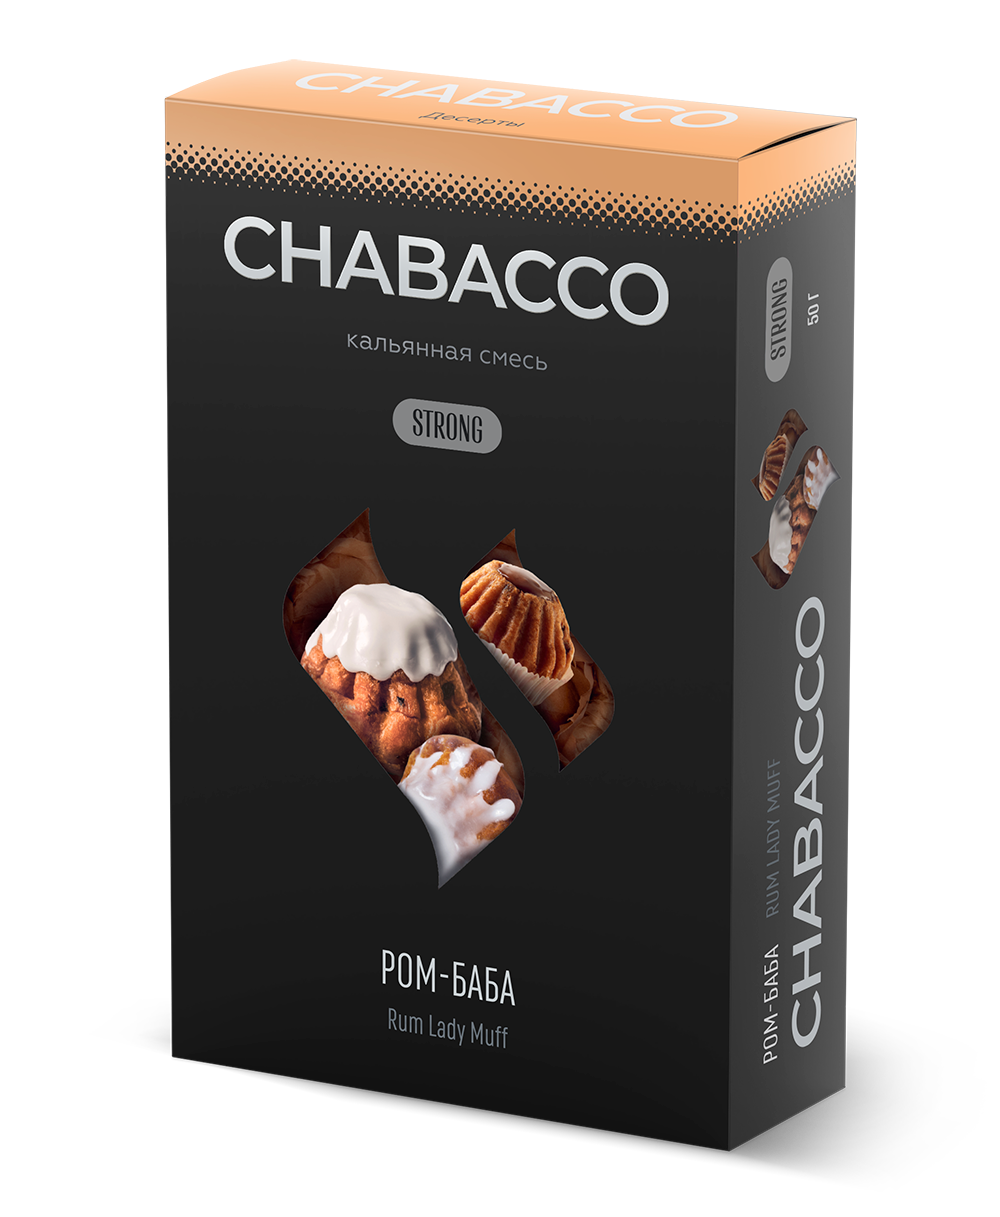 CHABACCO
Десерты
CHABACCO
кальянная смесь
STRONG
РОМ-БАБА
Rum Lady Muff
STRONG
50 Г
РОМ-БАБА
RUM LADY MUFF
CHABACCO